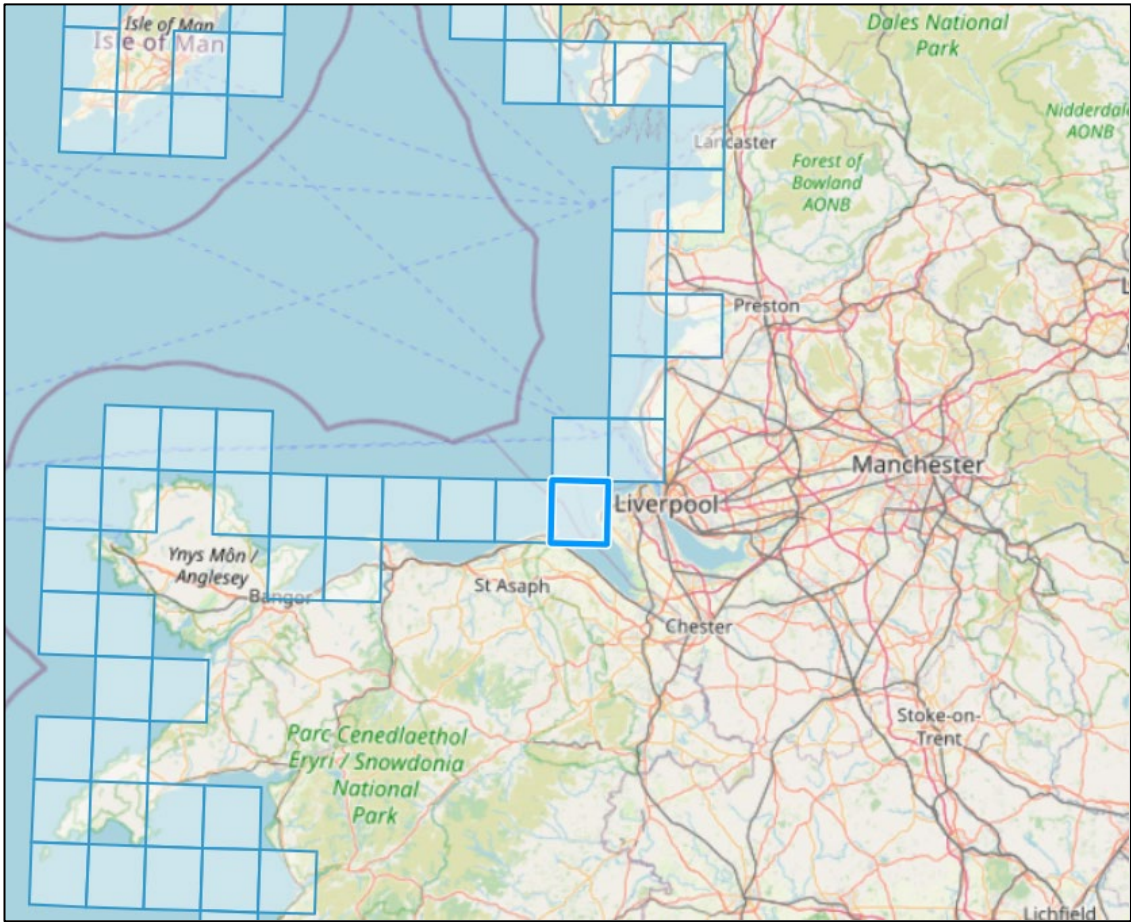 Isle of Man
Isle of Man
Dales National
Park
Nidderdale
AONB
Lancaster
Forest of
Bowland
AONB
Preston
Manchester
Liverpool
Ynys Môn /
Anglesey
Bangor
St Asaph
Chester
Stoke-on-
Trent
Parc Cenedlaethol
Eryri / Snowdonia
National
Park
Lichfield